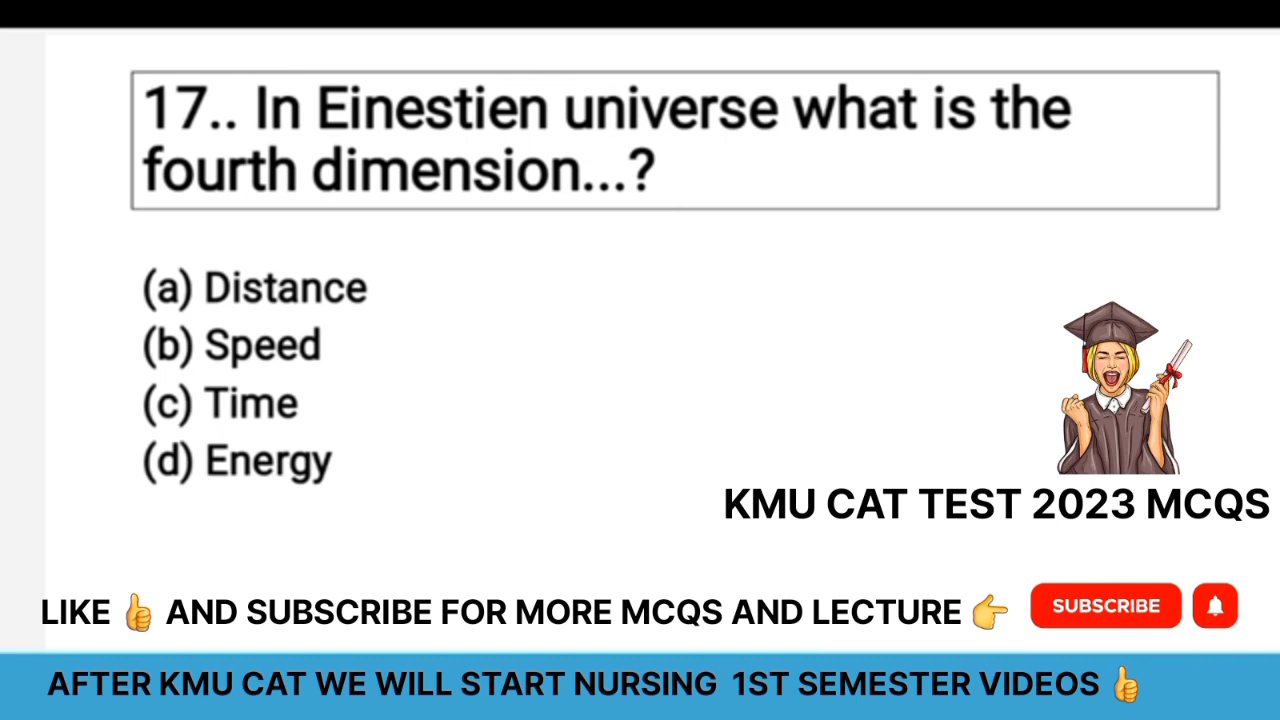 17.. In Einestien universe what is the
fourth dimension...?
(a) Distance
(b) Speed
(c) Time
(d) Energy
KMU CAT TEST 2023 MCQS
LIKE 👍 AND SUBSCRIBE FOR MORE MCQS AND LECTURE 👉 SUBSCRIBE
AFTER KMU CAT WE WILL START NURSING 1ST SEMESTER VIDEOS 👍